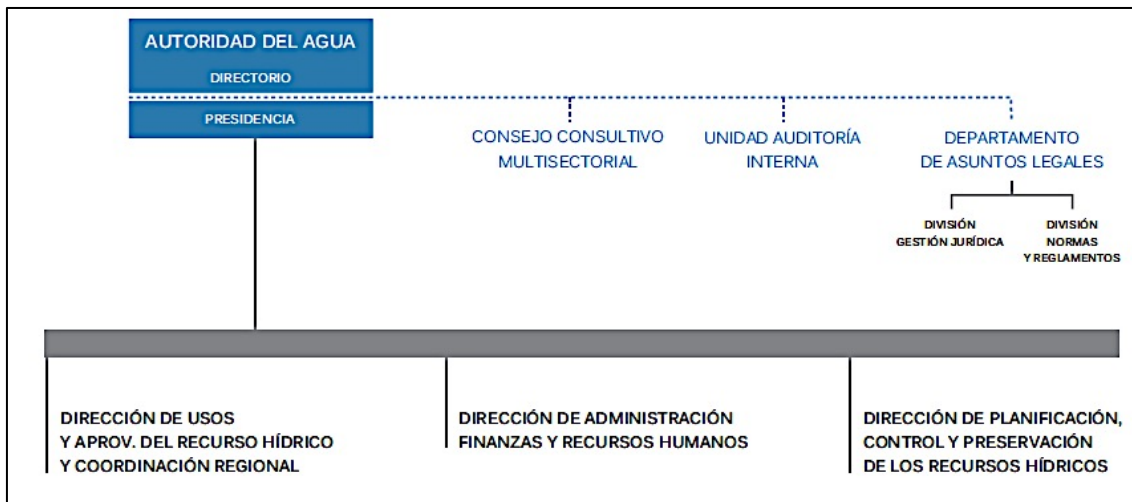 AUTORIDAD DEL AGUA
DIRECTORIO
PRESIDENCIA
CONSEJO CONSULTIVO
MULTISECTORIAL
UNIDAD AUDITORÍA
INTERNA
DEPARTAMENTO
DE ASUNTOS LEGALES
DIVISIÓN
GESTIÓN JURÍDICA
DIVISIÓN
NORMAS
Y REGLAMENTOS
DIRECCIÓN DE USOS
Y APROV. DEL RECURSO HÍDRICO
Y COORDINACIÓN REGIONAL
DIRECCIÓN DE ADMINISTRACIÓN
FINANZAS Y RECURSOS HUMANOS
DIRECCIÓN DE PLANIFICACIÓN,
CONTROL Y PRESERVACIÓN
DE LOS RECURSOS HÍDRICOS